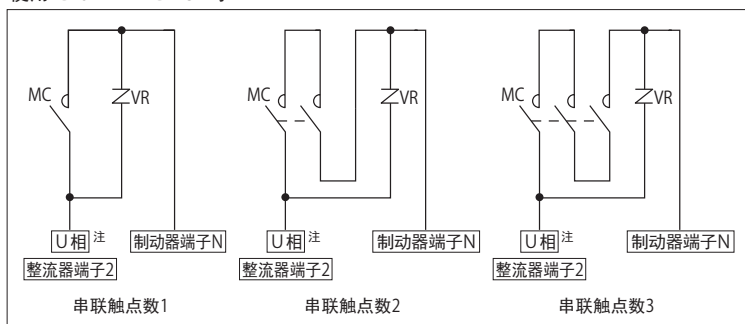 MC
VR
U相 注
制动器端子N
整流器端子2
串联触点数1
MC
VR
U相 注
制动器端子N
整流器端子2
串联触点数2
MC
VR
U相 注
制动器端子N
整流器端子2
串联触点数3